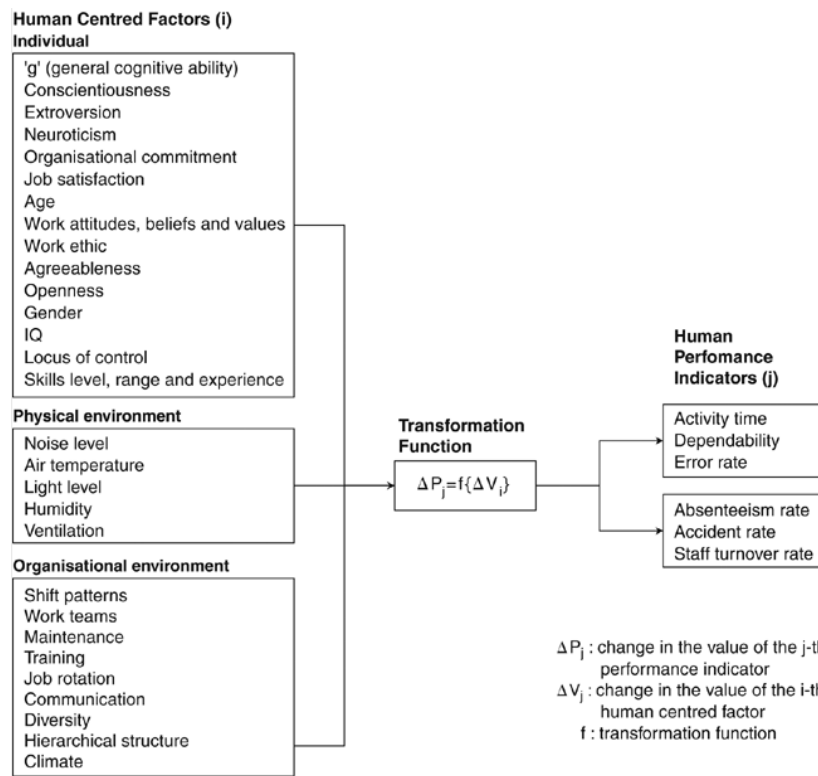 Human Centred Factors (i)
Individual
'g' (general cognitive ability)
Conscientiousness
Extroversion
Neuroticism
Organisational commitment
Job satisfaction
Age
Work attitudes, beliefs and values
Work ethic
Agreeableness
Openness
Gender
IQ
Locus of control
Skills level, range and experience
Physical environment
Noise level
Air temperature
Light level
Humidity
Ventilation
Organisational environment
Shift patterns
Work teams
Maintenance
Training
Job rotation
Communication
Diversity
Hierarchical structure
Climate
Transformation
Function
ΔPj=f{ΔVi}
Human
Perfomance
Indicators (j)
Activity time
Dependability
Error rate
Absenteeism rate
Accident rate
Staff turnover rate
ΔPj : change in the value of the j-th
performance indicator
ΔVj : change in the value of the i-th
human centred factor
f : transformation function